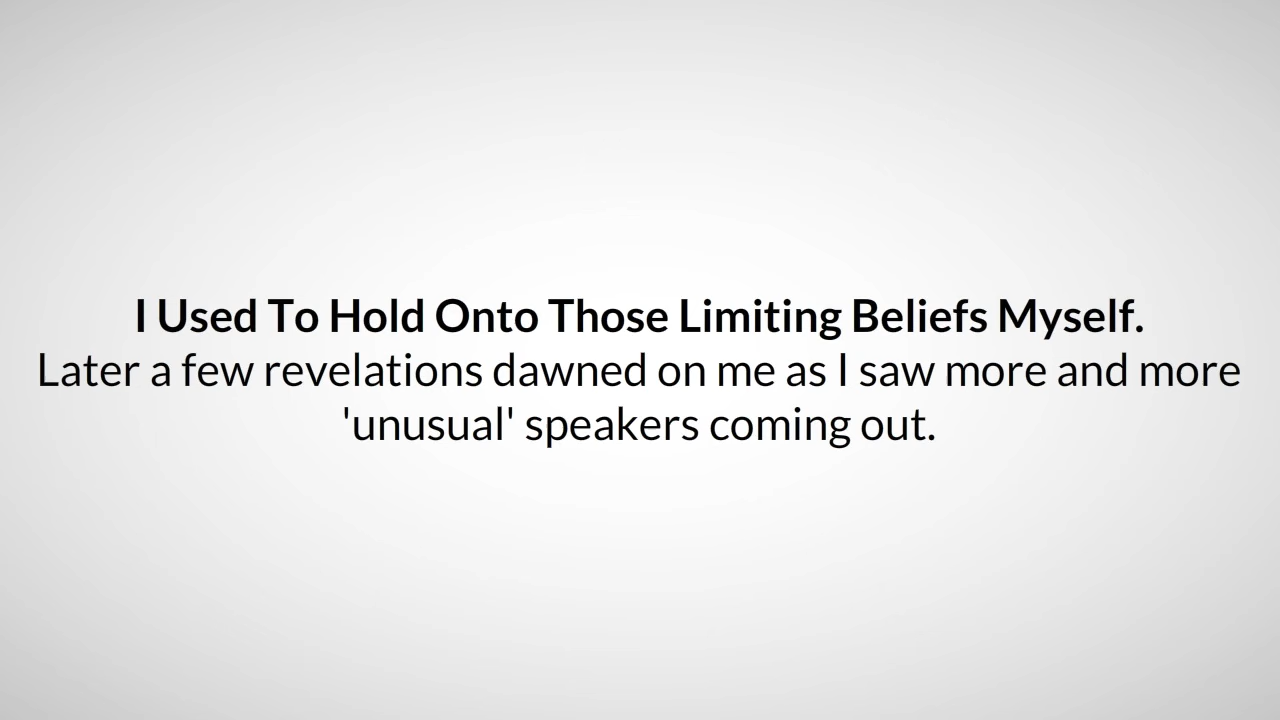 I Used To Hold Onto Those Limiting Beliefs Myself.
Later a few revelations dawned on me as I saw more and more
'unusual' speakers coming out.